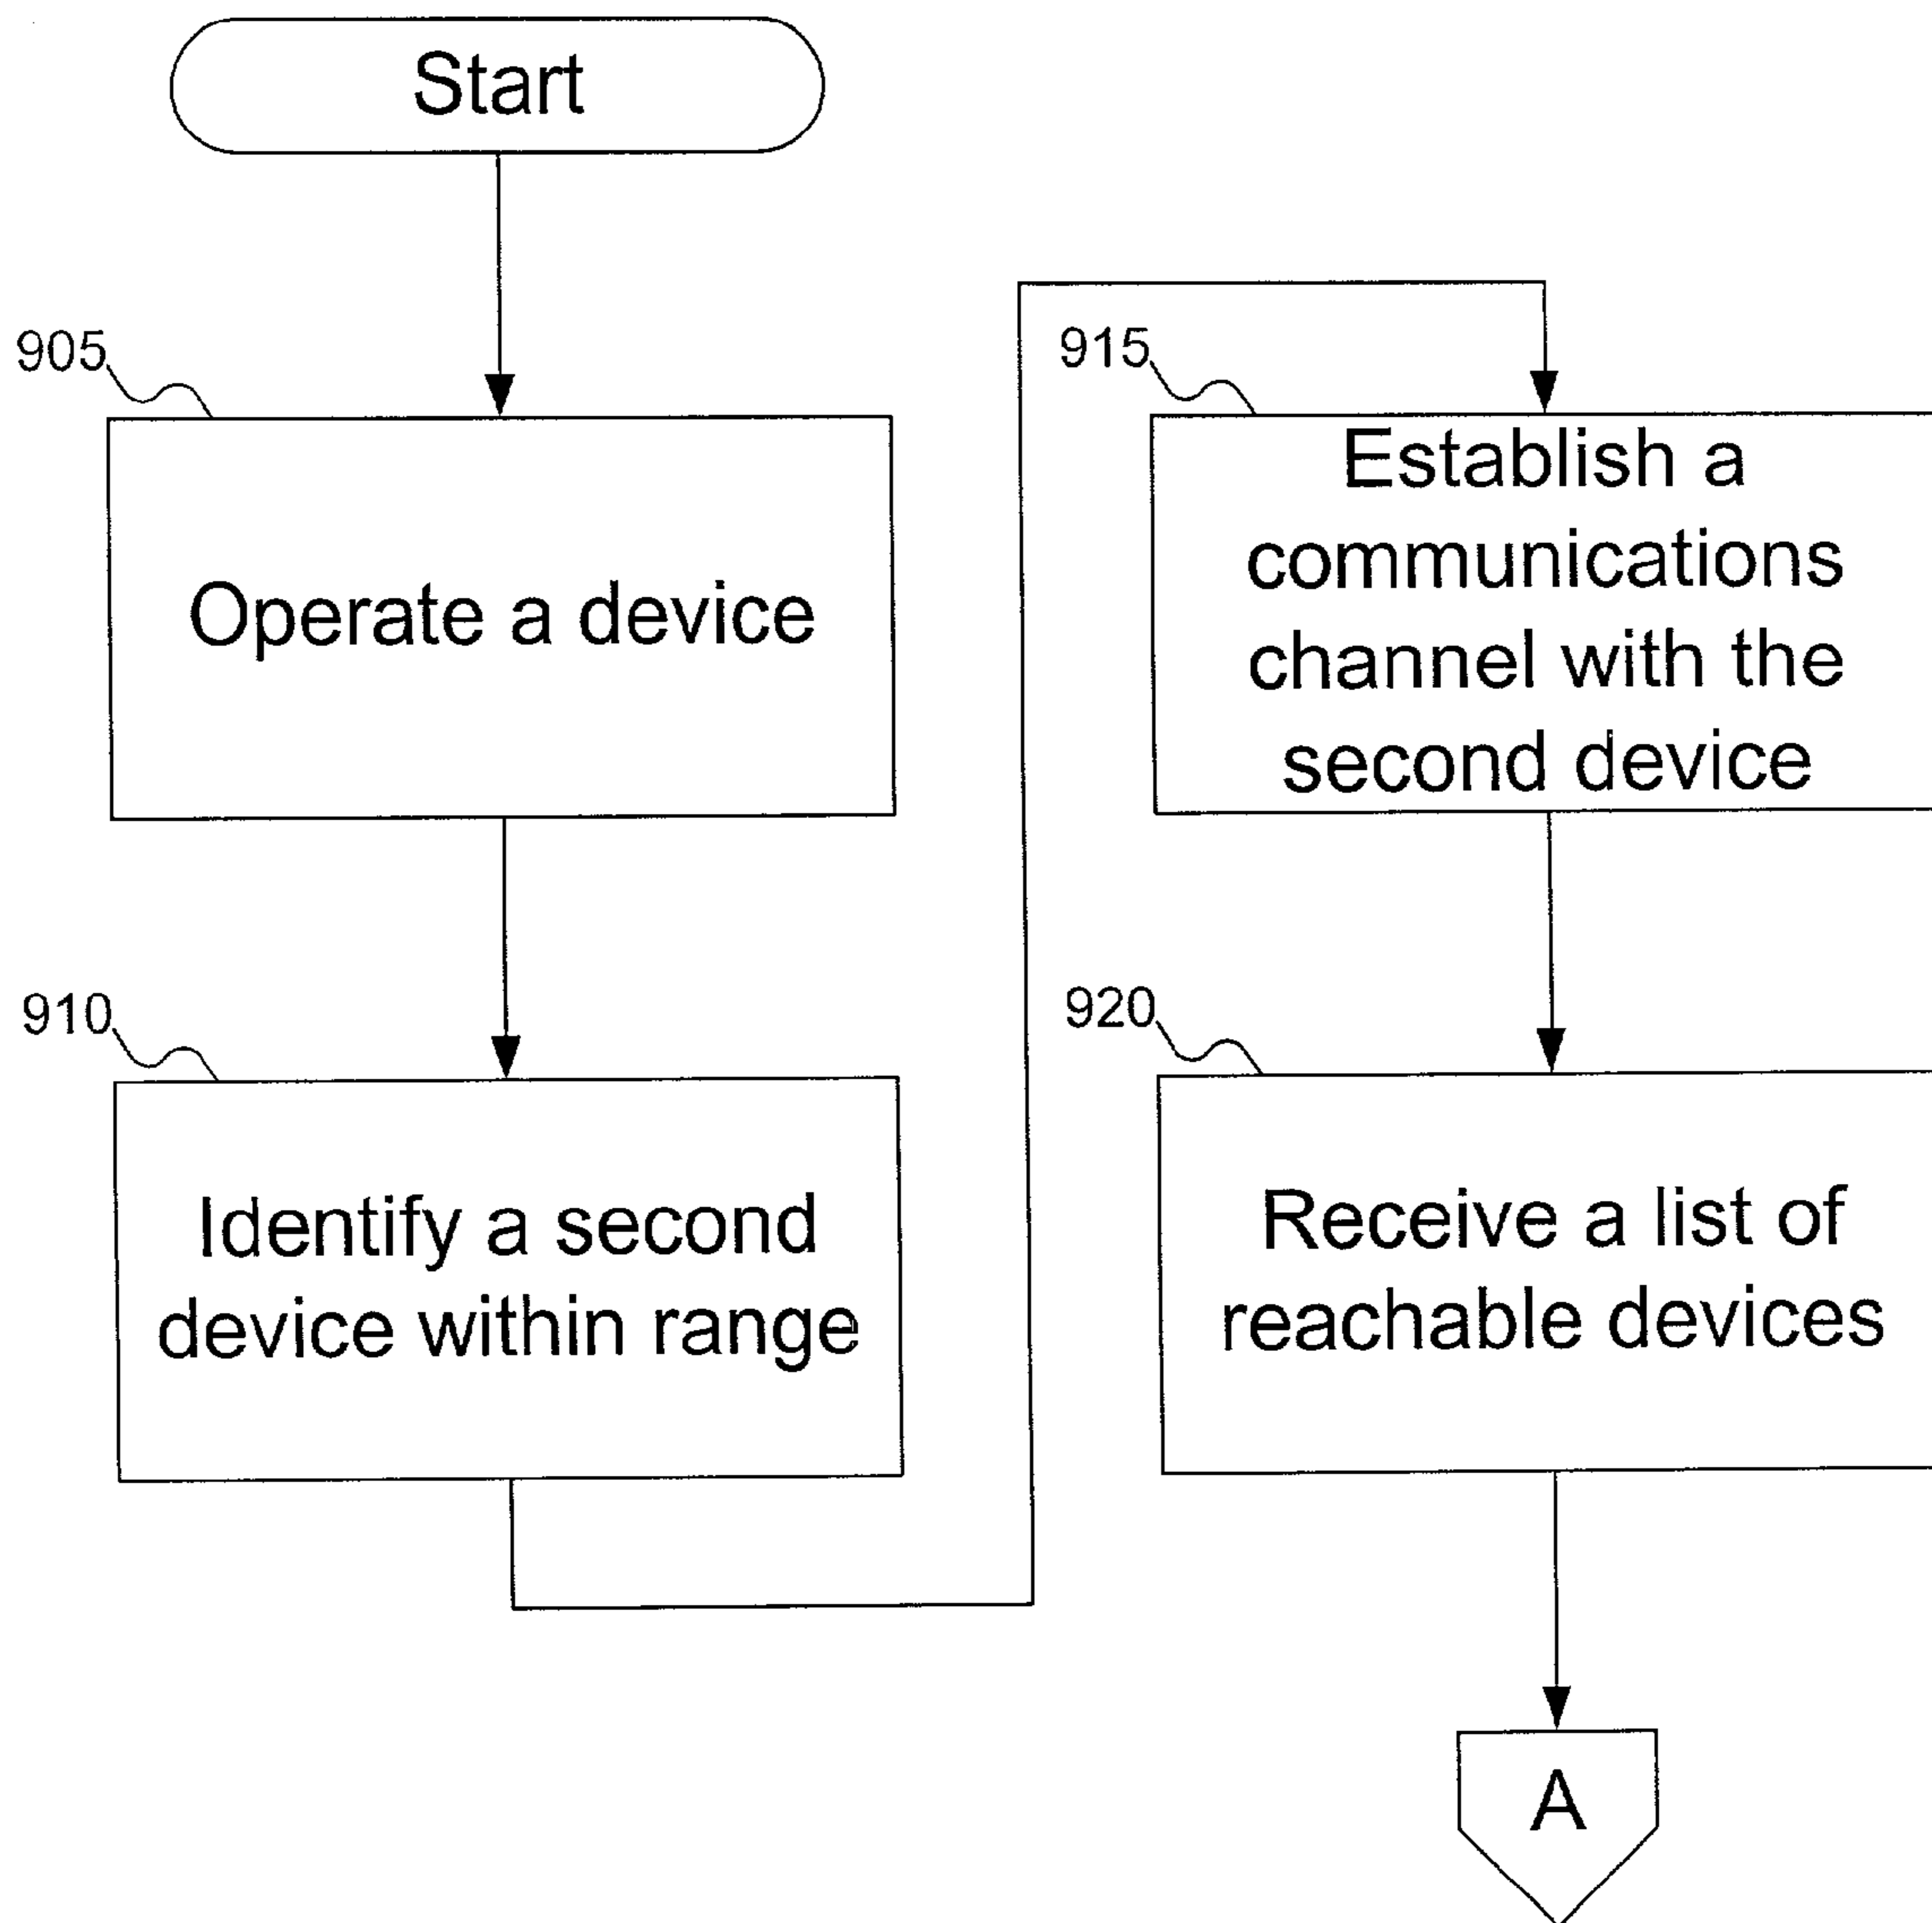 Start
905
Operate a device
910
Identify a second
device within range
915
Establish a
communications
channel with the
second device
920
Receive a list of
reachable devices
A